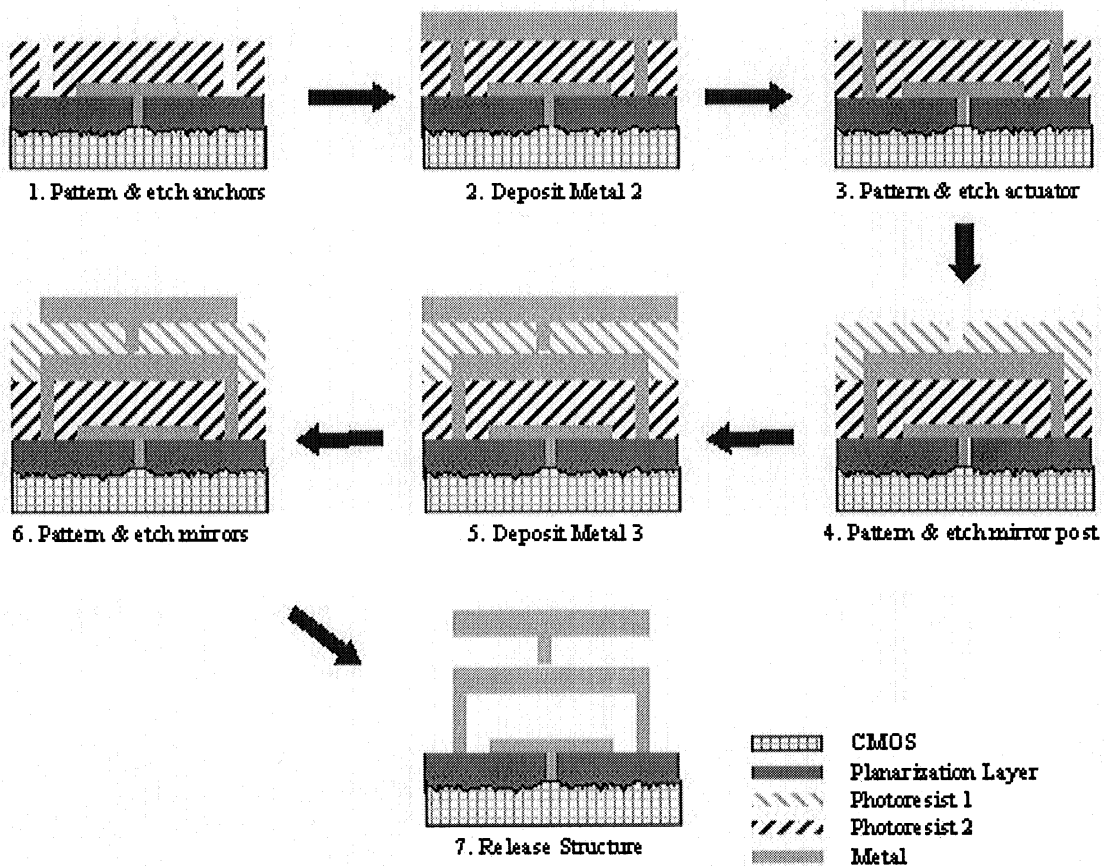 1. Pattern & etch anchors
2. Deposit Metal 2
3. Pattern & etch actuator
6. Pattern & etch mirrors
5. Deposit Metal 3
4. Pattern & etch mirror post
7. Release Structure
CMOS
Planarization Layer
Photoresist 1
Photoresist 2
Metal